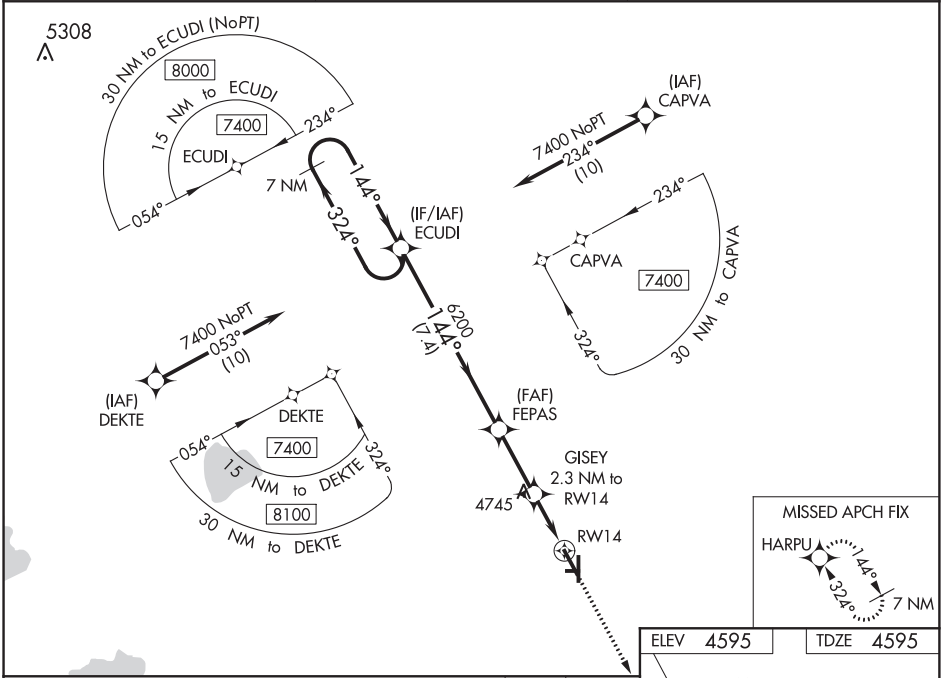 5308
30 NM to ECUDI (NoPT)
8000
15 NM to ECUDI
7400
234°
ECUDI
054°
7 NM
144°
324°
(IF/IAF)
ECUDI
(IAF)
CAPVA
7400 NoPT
234°
(10)
234°
CAPVA
7400
324°
30 NM to CAPVA
6200
144°
(7.4)
7400 NoPT
053°
(10)
(IAF)
DEKTE
DEKTE
054°
7400
324°
15 NM to DEKTE
8100
30 NM to DEKTE
(FAF)
FEPAS
GISEY
2.3 NM to
RW14
4745
RW14
MISSED APCH FIX
HARPU
144°
324°
7 NM
ELEV 4595
TDZE 4595